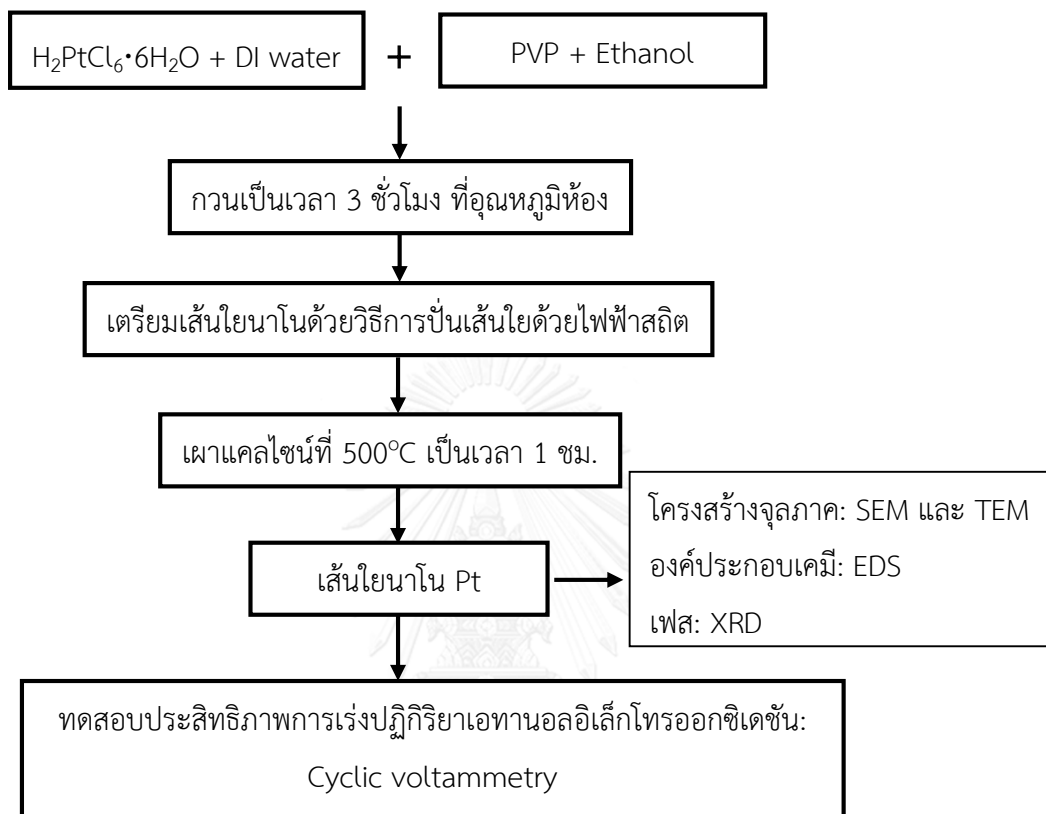 H₂PtCl₆•6H₂O + DI water + PVP + Ethanol
กวนเป็นเวลา 3 ชั่วโมง ที่อุณหภูมิห้อง
เตรียมเส้นใยนาโนด้วยวิธีการปั่นเส้นใยด้วยไฟฟ้าสถิต
เผาแคลไซน์ที่ 500°C เป็นเวลา 1 ชม.
เส้นใยนาโน Pt
โครงสร้างจุลภาค: SEM และ TEM
องค์ประกอบเคมี: EDS
เฟส: XRD
ทดสอบประสิทธิภาพการเร่งปฏิกิริยาเอทานอลอิเล็กโทรออกซิเดชัน:
Cyclic voltammetry